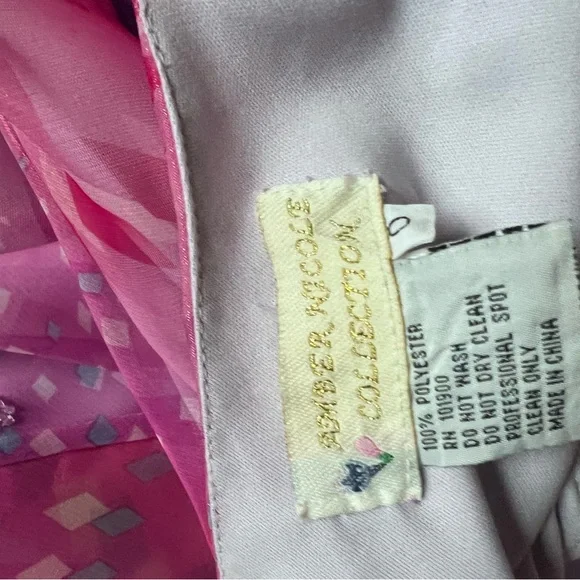 AMBER NICOLE
COLLECTION.
0
100% POLYESTER
RN 101900
DO NOT WASH
DO NOT DRY CLEAN
PROFESSIONAL SPOT
CLEAN ONLY
MADE IN CHINA